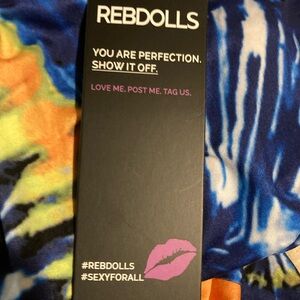 REBDOLLS
YOU ARE PERFECTION.
SHOW IT OFF.
LOVE ME. POST ME. TAG US.
#REBDOLLS
#SEXYFORALL